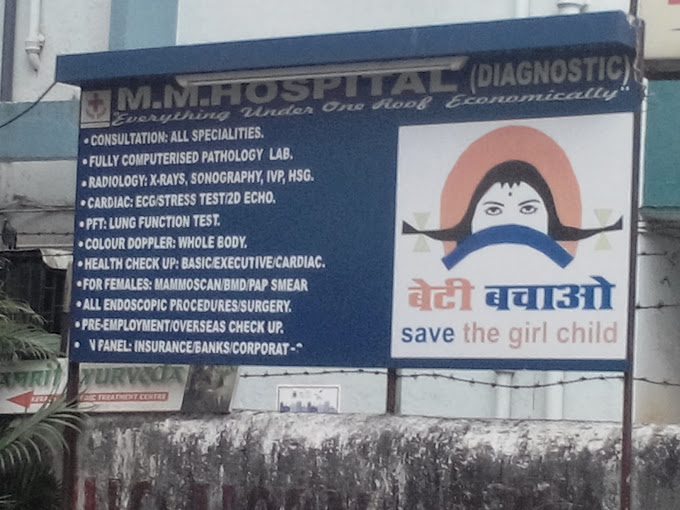 M.M.HOSPITAL (DIAGNOSTIC)
"Everything Under One Roof Economically"
• CONSULTATION: ALL SPECIALITIES.
• FULLY COMPUTERISED PATHOLOGY LAB.
• RADIOLOGY: X-RAYS, SONOGRAPHY, IVP, HSG.
• CARDIAC: ECG/STRESS TEST/2D ECHO.
• PFT: LUNG FUNCTION TEST.
• COLOUR DOPPLER: WHOLE BODY.
• HEALTH CHECK UP: BASIC/EXECUTIVE/CARDIAC.
• FOR FEMALES: MAMMOSCAN/BMD/PAP SMEAR
• ALL ENDOSCOPIC PROCEDURES/SURGERY.
• PRE-EMPLOYMENT/OVERSEAS CHECK UP.
• PANEL: INSURANCE/BANKS/
बेटी बचाओ
save the girl child
TREATMENT CENTRE